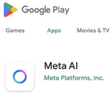 Google Play
Games Apps Movies & TV
Meta AI
Meta Platforms, Inc.